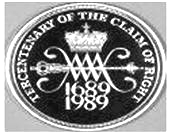 TERCENTENARY OF THE CLAIM OF RIGHT
1689
1989